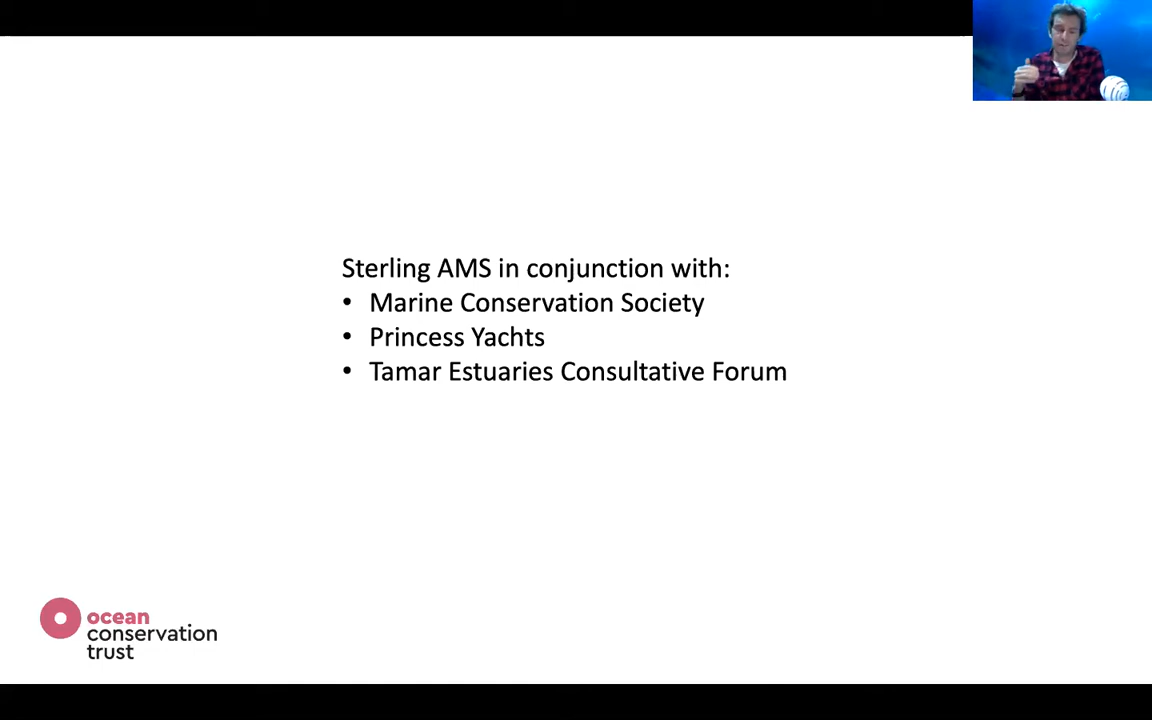 Sterling AMS in conjunction with:
• Marine Conservation Society
• Princess Yachts
• Tamar Estuaries Consultative Forum
ocean
conservation
trust